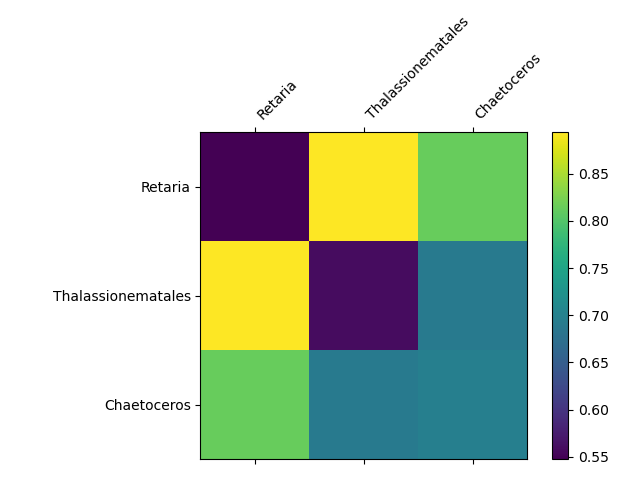 Retaria
Thalassionematales
Chaetoceros
Retaria
Thalassionematales
Chaetoceros
0.85
0.80
0.75
0.70
0.65
0.60
0.55